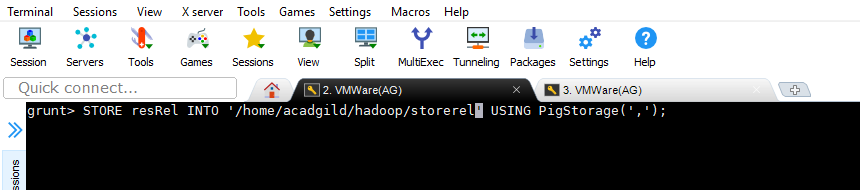 Terminal Sessions View X server Tools Games Settings Macros Help
Session Servers Tools Games Sessions View Split MultiExec Tunneling Packages Settings Help
Quick connect... 2. VMWare(AG) 3. VMWare(AG)
grunt> STORE resRel INTO '/home/acadgild/hadoop/storerel' USING PigStorage(',');
ssions